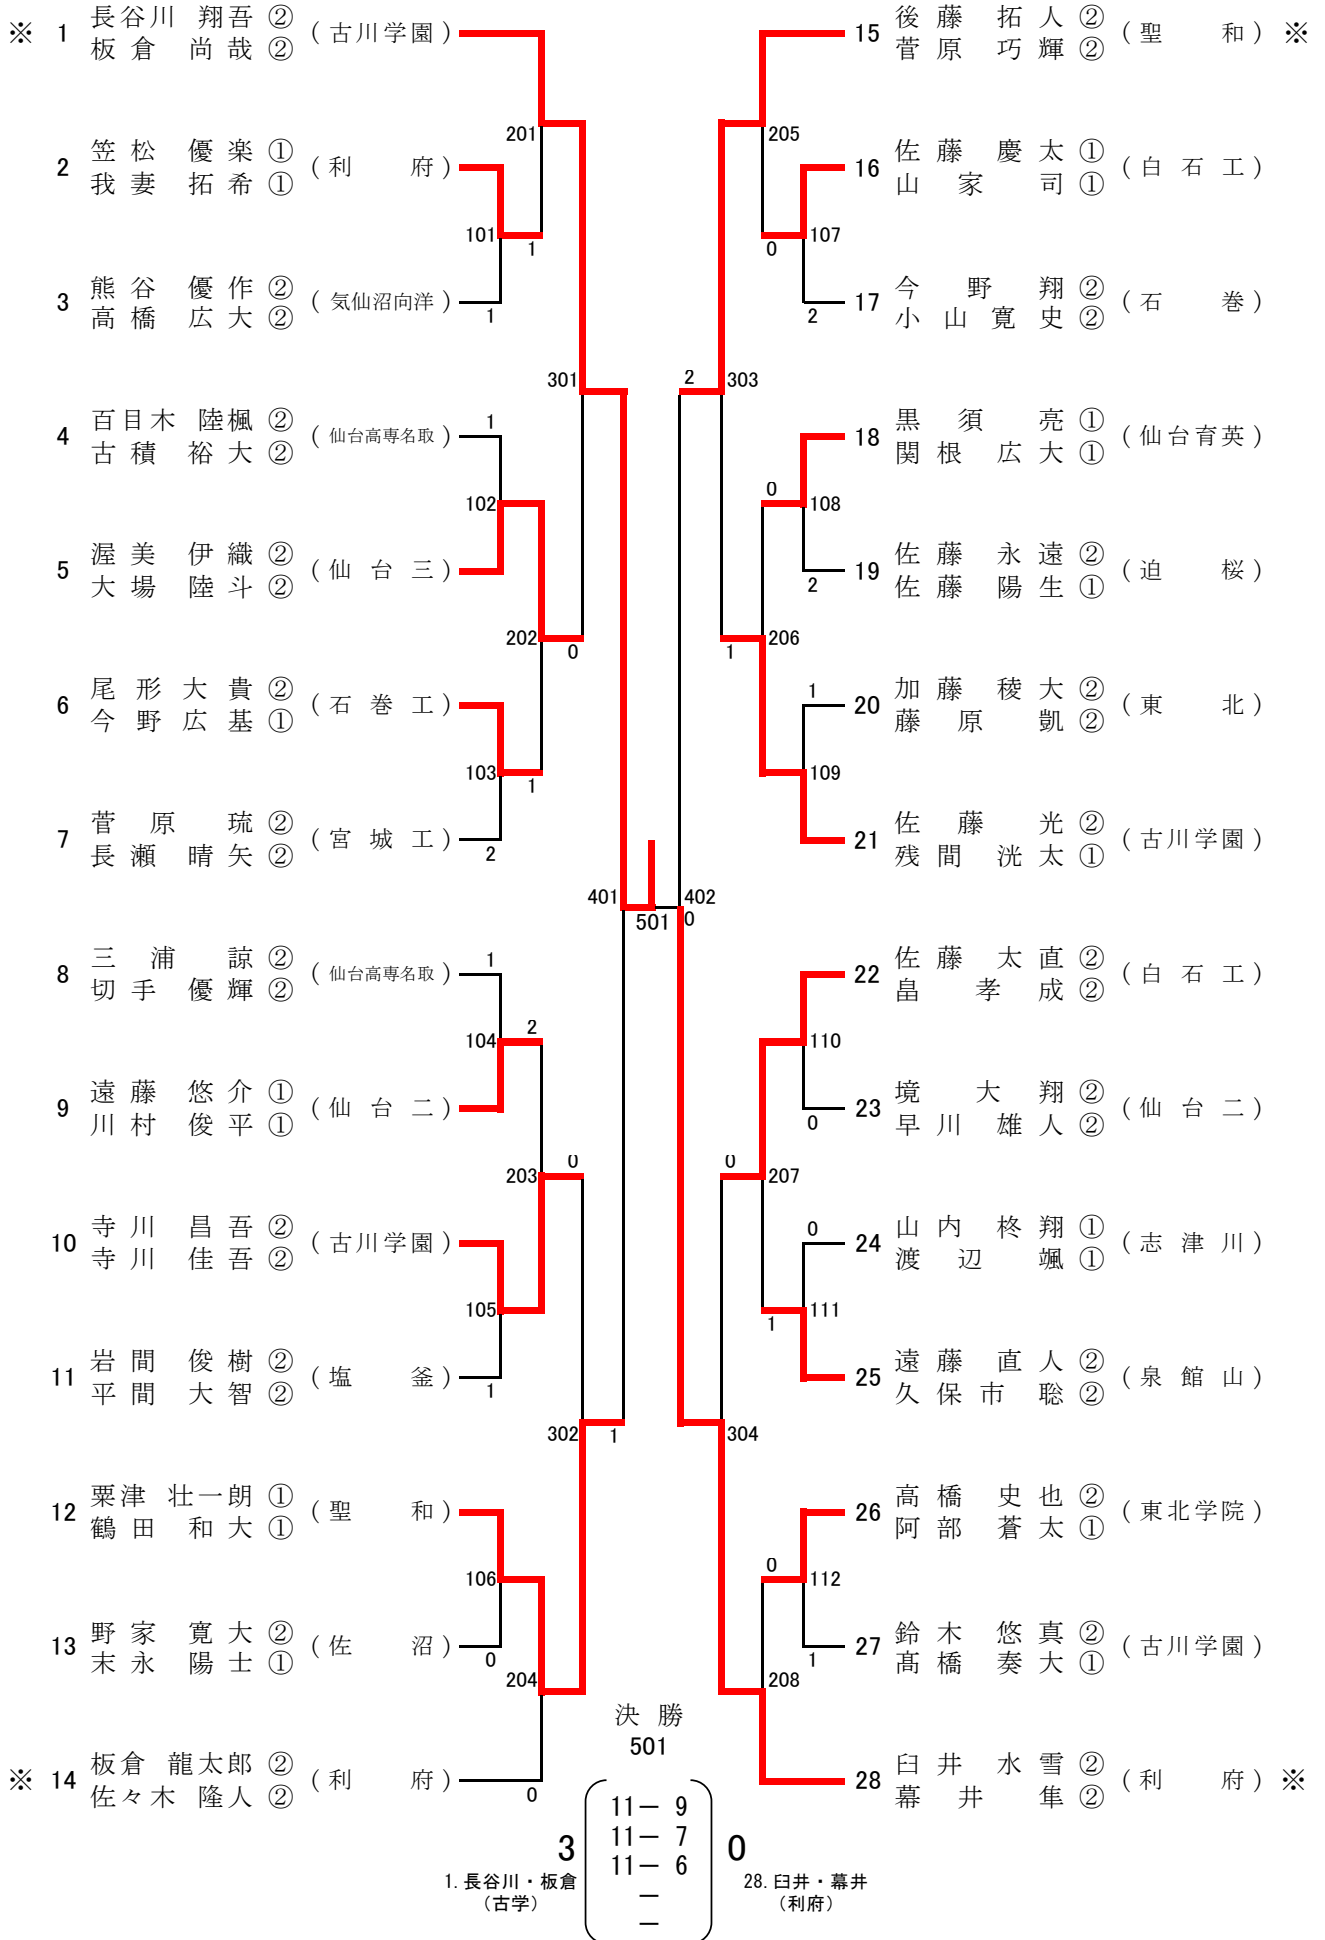 ※ 1 長谷川 翔吾 ② (古川学園)
板倉 尚哉 ②
201
2 笠松 優楽 ① (利府)
我妻 拓希 ①
101 1
3 熊谷 優作 ② (気仙沼向洋)
高橋 広大 ② 1
301
4 百目木 陸楓 ② (仙台高専名取) 1
古積 裕大 ②
102
5 渥美 伊織 ② (仙台三)
大場 陸斗 ②
202 0
6 尾形大貴 ② (石巻工)
今野広基 ①
103 1
7 菅原 琉 ② (宮城工)
長瀬 晴矢 ② 2
401 501
8 三浦 諒 ② (仙台高専名取) 1
切手 優輝 ②
104 2
9 遠藤 悠介 ① (仙台二)
川村 俊平 ①
203 0
10 寺川 昌吾 ② (古川学園)
寺川 佳吾 ②
105
11 岩間 俊樹 ② (塩釜)
平間 大智 ② 1
302 1
12 粟津 壮一朗 ① (聖和)
鶴田 和大 ①
106
13 野家 寛大 ② (佐沼)
末永 陽士 ① 0
204
※ 14 板倉 龍太郎 ② (利府)
佐々木 隆人 ② 0
15 後藤 拓人 ② (聖和) ※
菅原 巧輝 ②
205
16 佐藤 慶太 ① (白石工)
山家 司 ①
0 107
17 今野 翔 ② (石巻)
2 小山寛史 ②
2 303
18 黒須 亮 ① (仙台育英)
関根 広大 ①
0 108
19 佐藤 永遠 ② (迫桜)
2 佐藤 陽生 ①
1 206
20 加藤 稜大 ② (東北)
1 藤原 凱 ②
109
21 佐藤 光 ② (古川学園)
残間 洸太 ①
402
0
22 佐藤 太直 ② (白石工)
畠 孝成 ②
110
23 境 大翔 ② (仙台二)
0 早川 雄人 ②
0 207
24 山内 柊翔 ① (志津川)
0 渡辺 颯 ①
1 111
25 遠藤 直人 ② (泉館山)
久保市 聡 ②
304
26 高橋 史也 ② (東北学院)
阿部 蒼太 ①
0 112
27 鈴木 悠真 ② (古川学園)
1 髙橋 奏大 ①
208
28 臼井 水雪 ② (利府) ※
幕井 隼 ②
決勝
501
11― 9
11― 7
3 0
11― 6
1. 長谷川・板倉 28. 臼井・幕井
(古学) ― (利府)
―